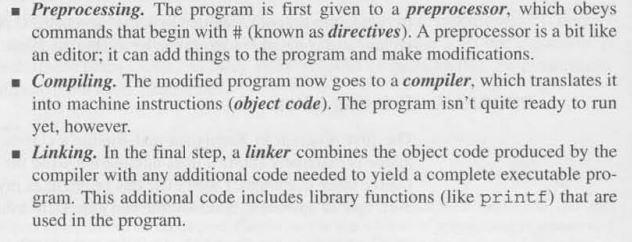 ▪ Preprocessing. The program is first given to a preprocessor, which obeys
commands that begin with # (known as directives). A preprocessor is a bit like
an editor; it can add things to the program and make modifications.
▪ Compiling. The modified program now goes to a compiler, which translates it
into machine instructions (object code). The program isn't quite ready to run
yet, however.
▪ Linking. In the final step, a linker combines the object code produced by the
compiler with any additional code needed to yield a complete executable pro-
gram. This additional code includes library functions (like printf) that are
used in the program.